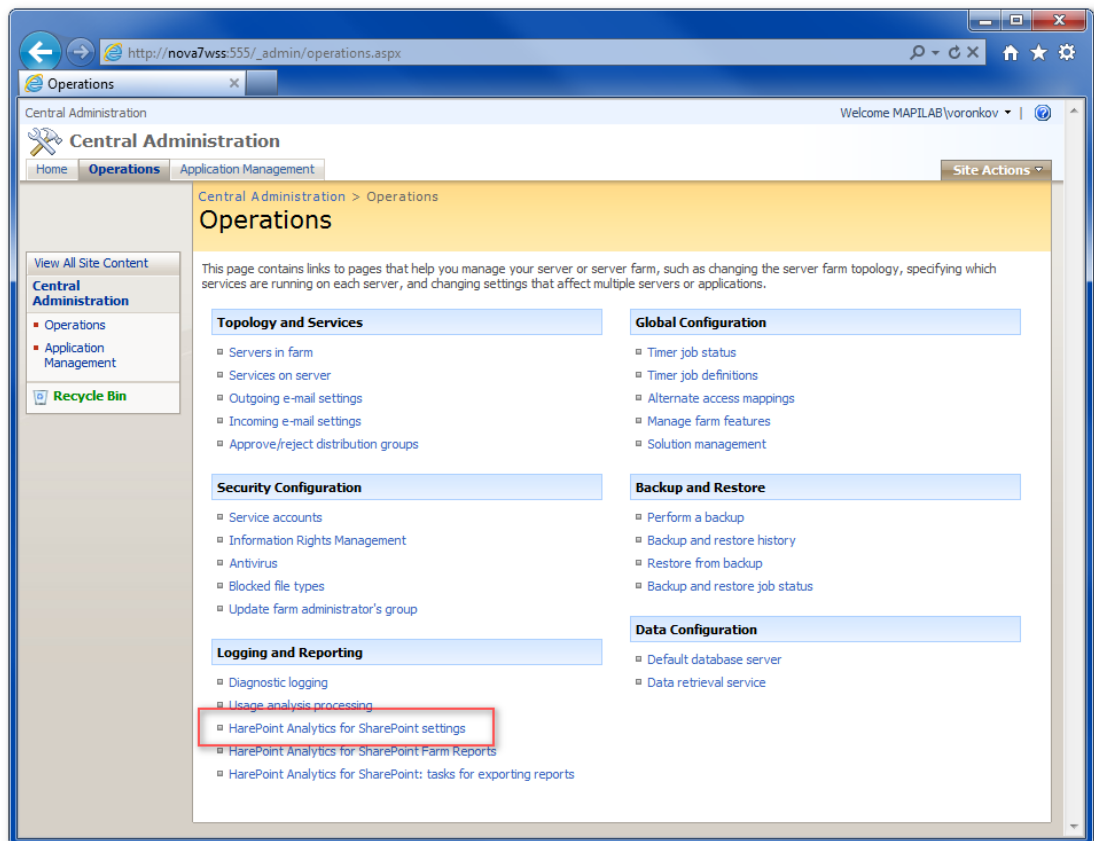 http://nova7wss:555/_admin/operations.aspx
Operations
Central Administration
Welcome MAPILAB\voronkov
Central Administration
Home Operations Application Management
Site Actions
Central Administration > Operations
Operations
View All Site Content
Central
Administration
Operations
Application
Management
Recycle Bin
This page contains links to pages that help you manage your server or server farm, such as changing the server farm topology, specifying which
services are running on each server, and changing settings that affect multiple servers or applications.
Topology and Services
Servers in farm
Services on server
Outgoing e-mail settings
Incoming e-mail settings
Approve/reject distribution groups
Security Configuration
Service accounts
Information Rights Management
Antivirus
Blocked file types
Update farm administrator's group
Logging and Reporting
Diagnostic logging
Usage analysis processing
HarePoint Analytics for SharePoint settings
HarePoint Analytics for SharePoint Farm Reports
HarePoint Analytics for SharePoint: tasks for exporting reports
Global Configuration
Timer job status
Timer job definitions
Alternate access mappings
Manage farm features
Solution management
Backup and Restore
Perform a backup
Backup and restore history
Restore from backup
Backup and restore job status
Data Configuration
Default database server
Data retrieval service